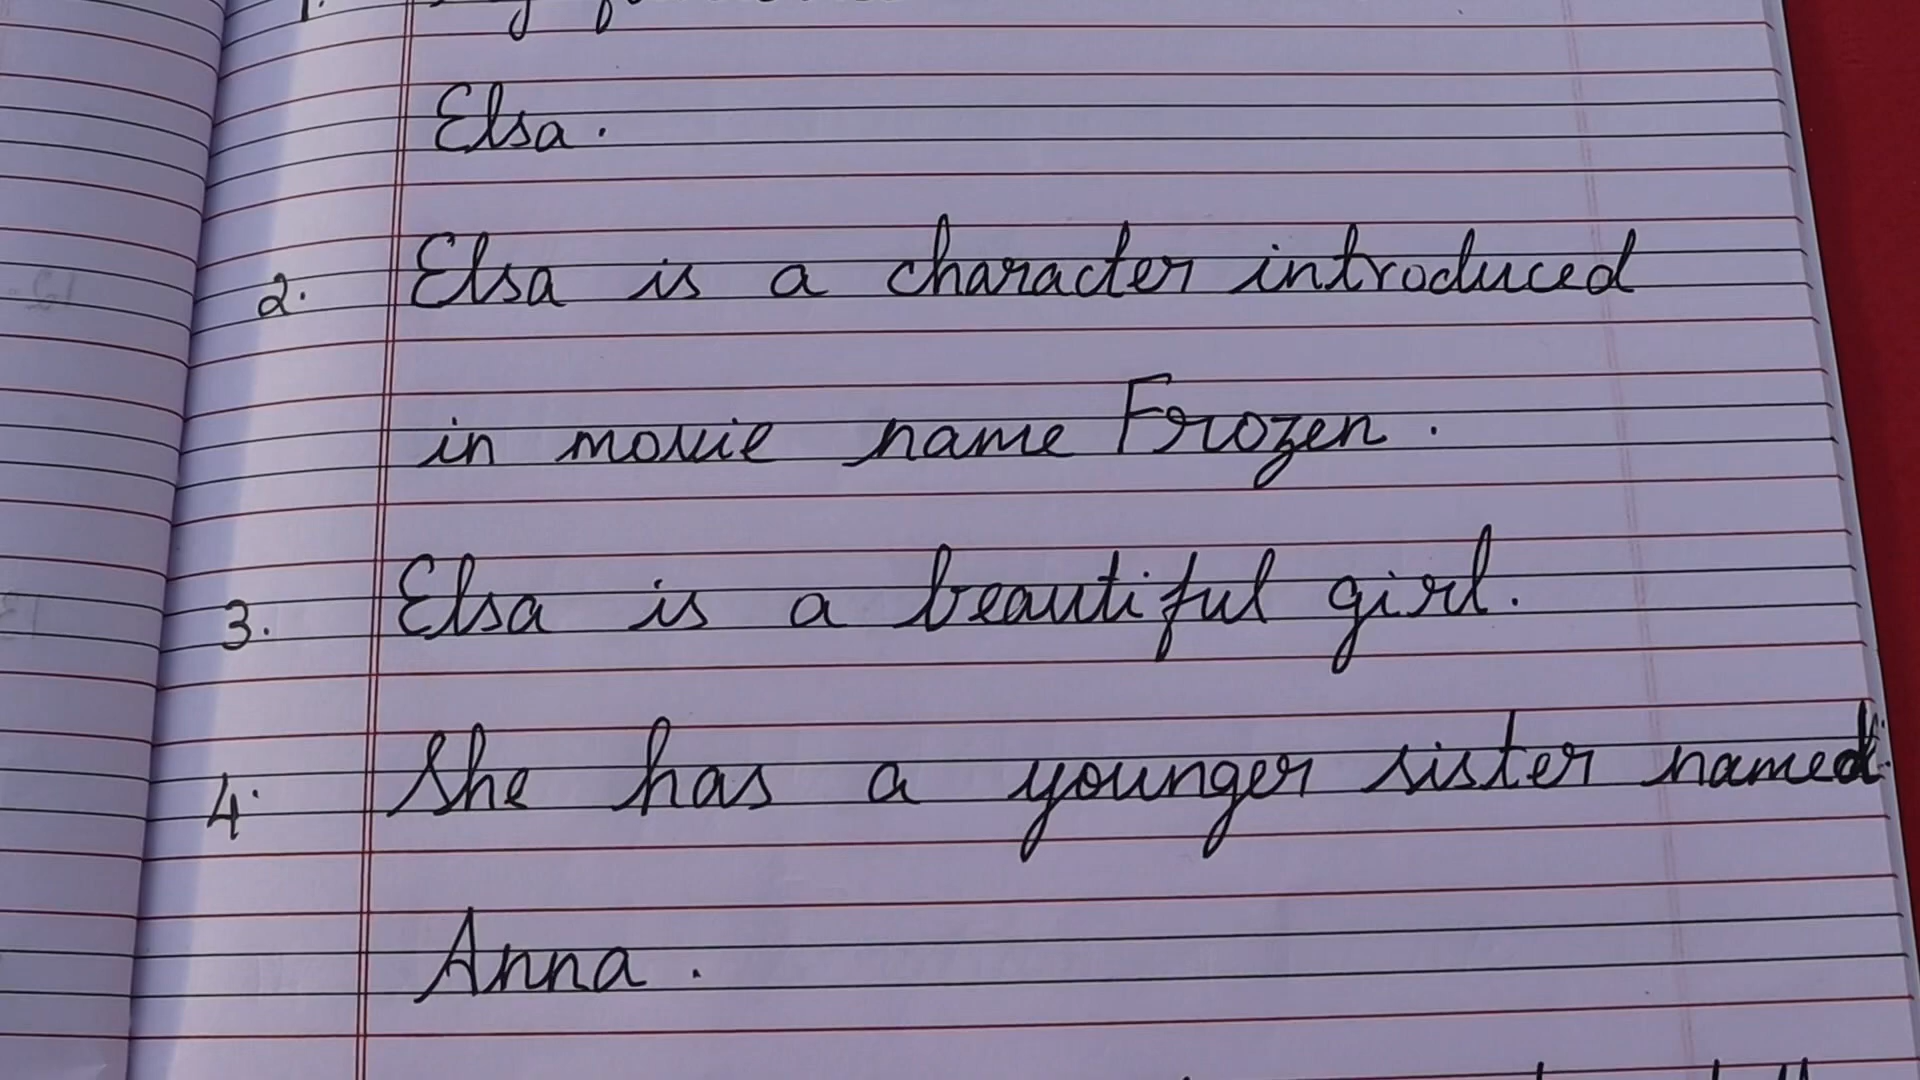 Elsa.
2. Elsa is a character introduced
in movie name Frozen.
3. Elsa is a beautiful girl.
4. She has a younger sister named
Anna.